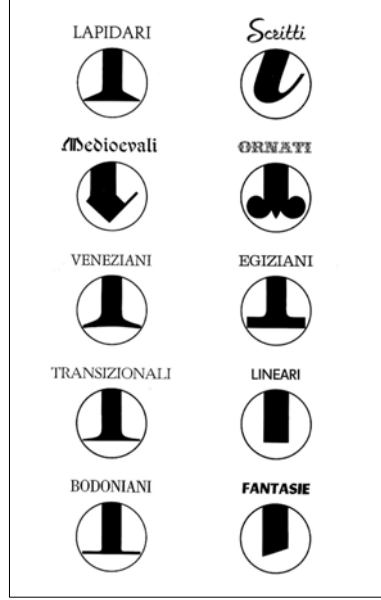 LAPIDARI
Scritti
Medioevali
ORNATI
VENEZIANI
EGIZIANI
TRANSIZIONALI
LINEARI
BODONIANI
FANTASIE